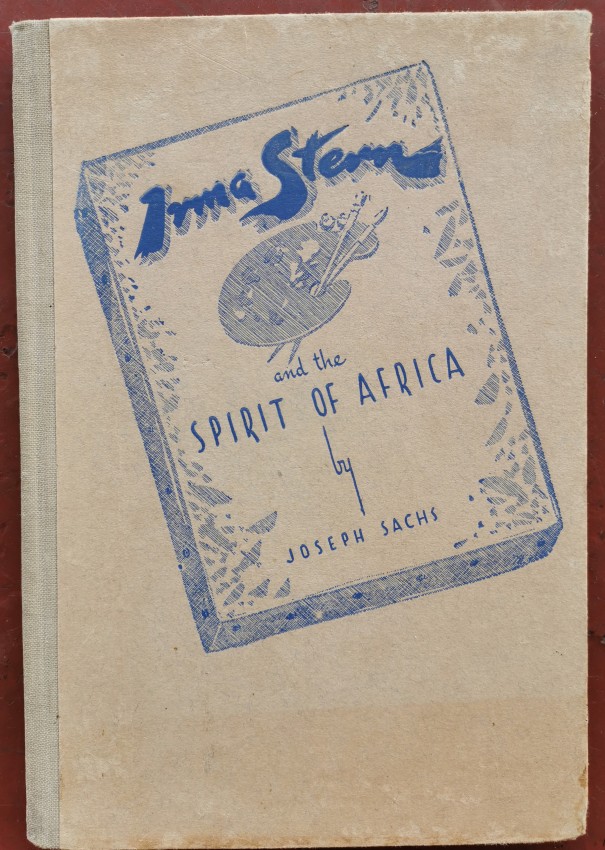 Irma Stern
and the
SPIRIT OF AFRICA
by
JOSEPH SACHS